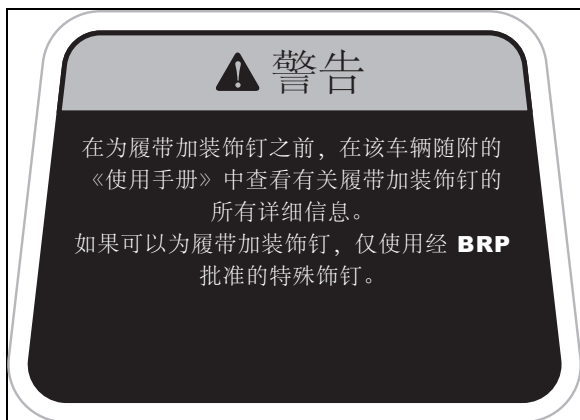 警告
在为履带加装饰钉之前，在该车辆随附的
《使用手册》中查看有关履带加装饰钉的
所有详细信息。
如果可以为履带加装饰钉，仅使用经 BRP
批准的特殊饰钉。